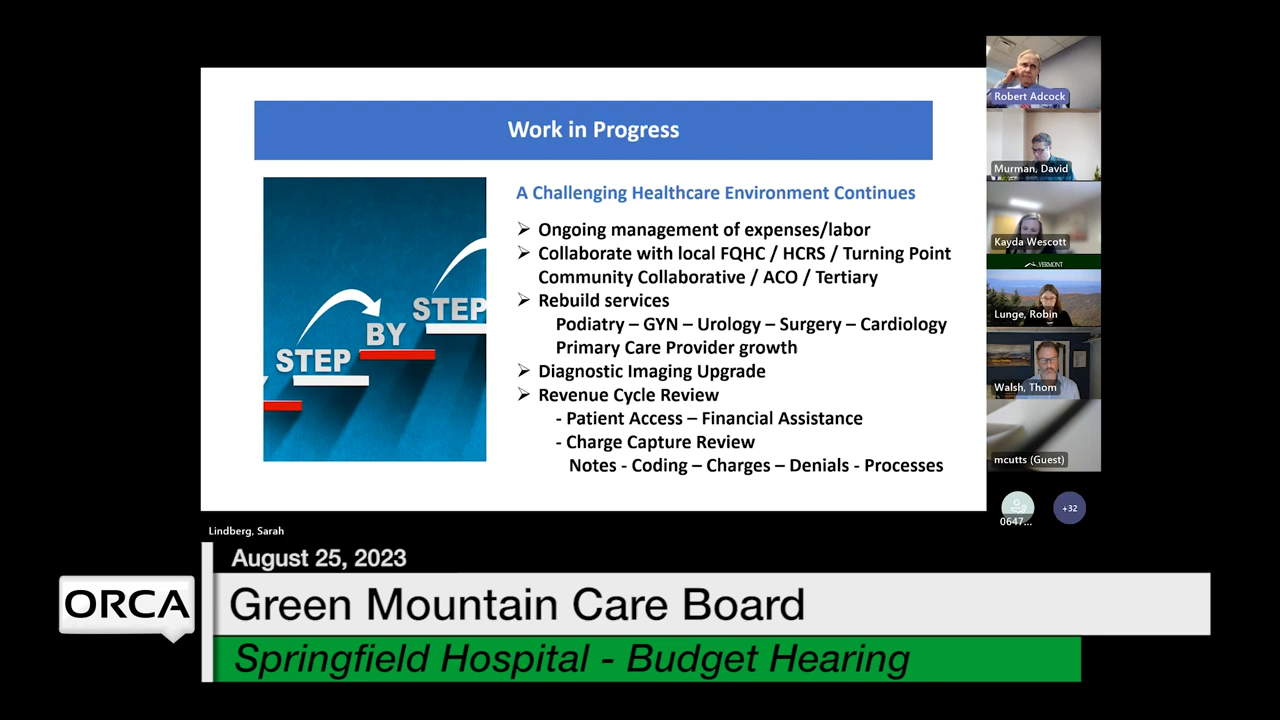 Work in Progress
STEP
BY
STEP
A Challenging Healthcare Environment Continues
➢ Ongoing management of expenses/labor
➢ Collaborate with local FQHC / HCRS / Turning Point
Community Collaborative / ACO / Tertiary
➢ Rebuild services
Podiatry – GYN – Urology – Surgery – Cardiology
Primary Care Provider growth
➢ Diagnostic Imaging Upgrade
➢ Revenue Cycle Review
- Patient Access – Financial Assistance
- Charge Capture Review
Notes - Coding – Charges – Denials - Processes
Robert Adcock
Murman, David
Kayda Wescott
VERMONT
Lunge, Robin
Walsh, Thom
mcutts (Guest)
0647...
+32
Lindberg, Sarah
August 25, 2023
ORCA
Green Mountain Care Board
Springfield Hospital - Budget Hearing